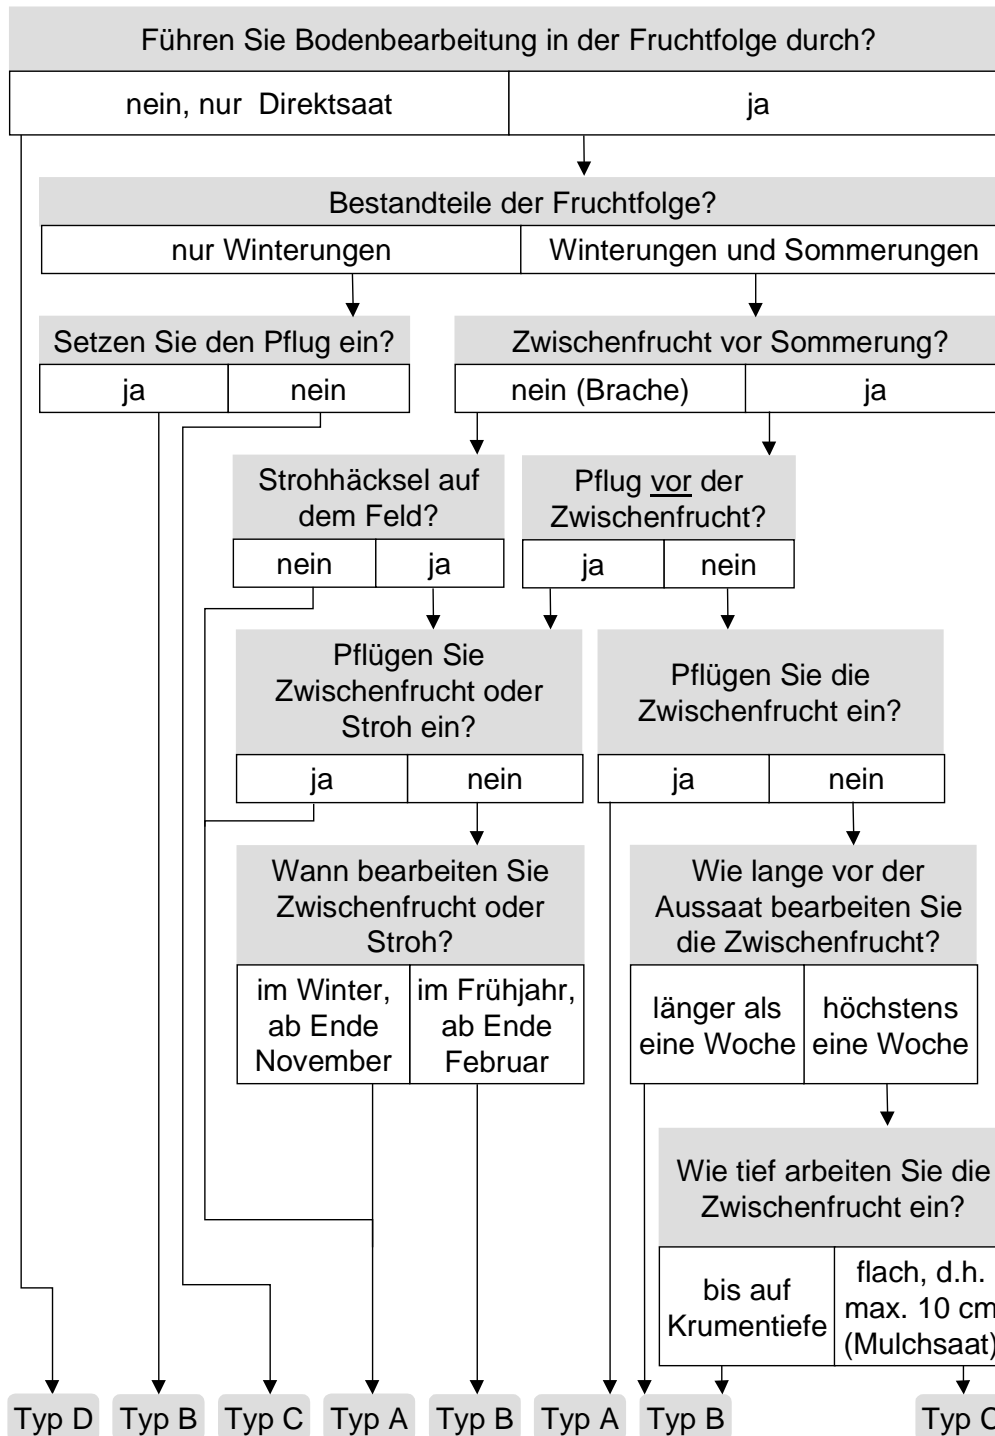 Führen Sie Bodenbearbeitung in der Fruchtfolge durch?
nein, nur Direktsaat
ja
Bestandteile der Fruchtfolge?
nur Winterungen
Winterungen und Sommerungen
Setzen Sie den Pflug ein?
Zwischenfrucht vor Sommerung?
ja
nein
nein (Brache)
ja
Strohhäcksel auf
dem Feld?
Pflug vor der
Zwischenfrucht?
nein
ja
ja
nein
Pflügen Sie
Zwischenfrucht oder
Stroh ein?
Pflügen Sie die
Zwischenfrucht ein?
ja
nein
ja
nein
Wann bearbeiten Sie
Zwischenfrucht oder
Stroh?
Wie lange vor der
Aussaat bearbeiten Sie
die Zwischenfrucht?
im Winter,
ab Ende
November
im Frühjahr,
ab Ende
Februar
länger als
eine Woche
höchstens
eine Woche
Wie tief arbeiten Sie die
Zwischenfrucht ein?
bis auf
Krumentiefe
flach, d.h.
max. 10 cm
(Mulchsaat)
Typ D
Typ B
Typ C
Typ A
Typ B
Typ A
Typ B
Typ C